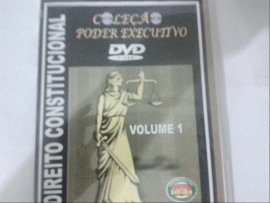 COLEÇÃO
PODER EXECUTIVO
DVD
VOLUME 1
DIREITO CONSTITUCIONAL